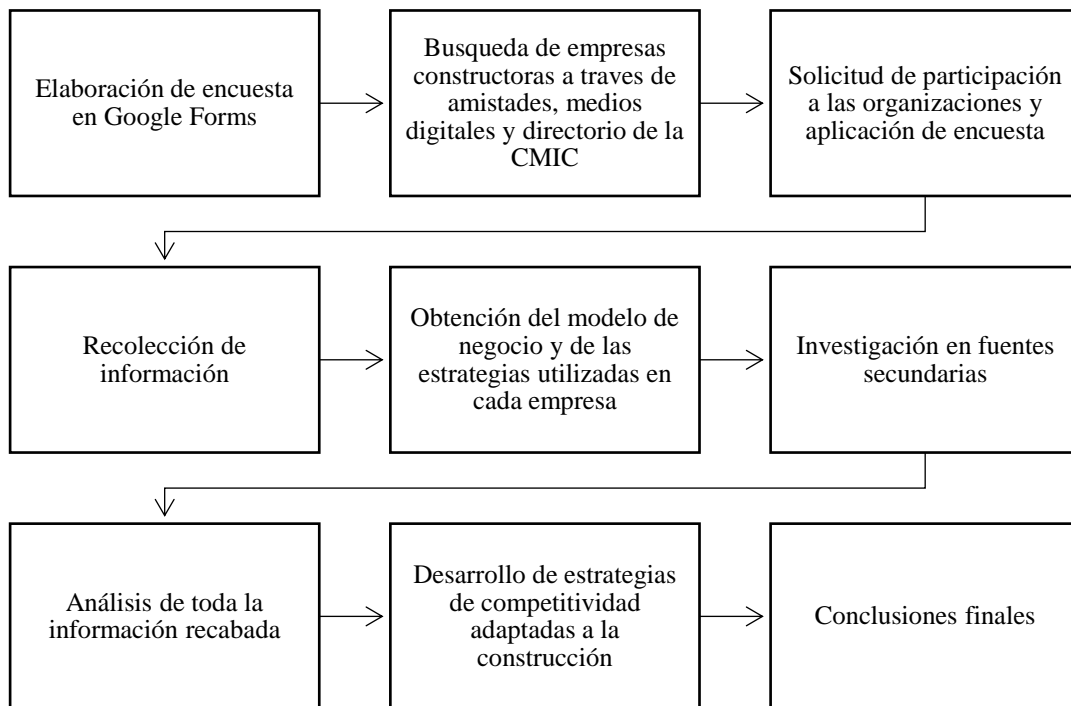 Elaboración de encuesta
en Google Forms
Busqueda de empresas
constructoras a traves de
amistades, medios
digitales y directorio de la
CMIC
Solicitud de participación
a las organizaciones y
aplicación de encuesta
Recolección de
información
Obtención del modelo de
negocio y de las
estrategias utilizadas en
cada empresa
Investigación en fuentes
secundarias
Análisis de toda la
información recabada
Desarrollo de estrategias
de competitividad
adaptadas a la
construcción
Conclusiones finales